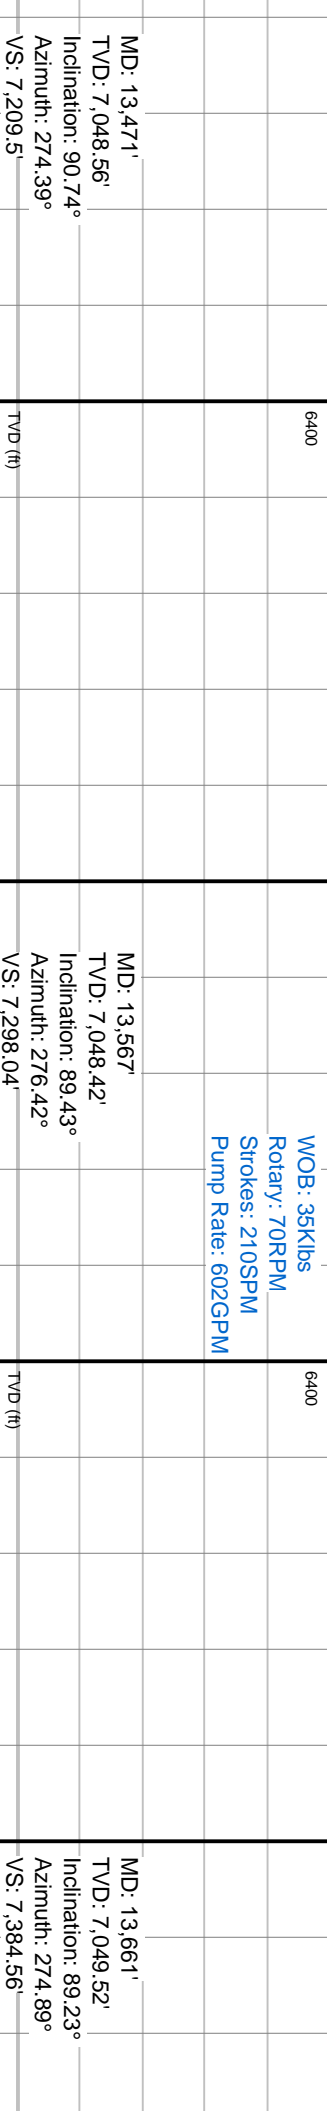 MD: 13,471'
TVD: 7,048.56'
Inclination: 90.74°
Azimuth: 274.39°
VS: 7,209.5'
6400
TVD (ft)
MD: 13,567'
TVD: 7,048.42'
Inclination: 89.43°
Azimuth: 276.42°
VS: 7,298.04'
WOB: 35Klbs
Rotary: 70RPM
Strokes: 210SPM
Pump Rate: 602GPM
6400
TVD (ft)
MD: 13,661'
TVD: 7,049.52'
Inclination: 89.23°
Azimuth: 274.89°
VS: 7,384.56'